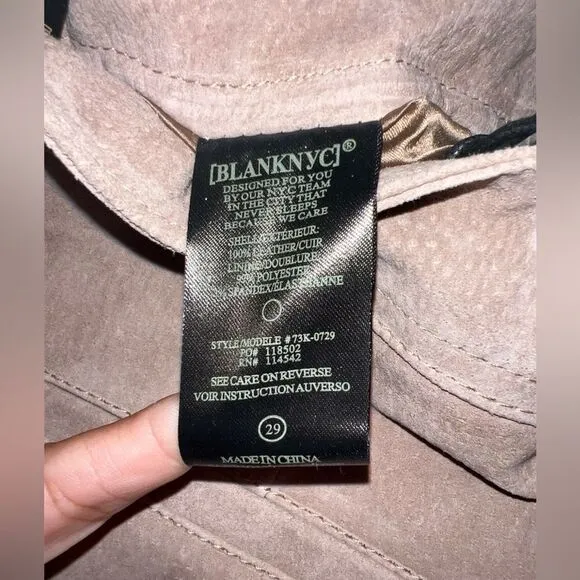 [BLANKNYC]®
DESIGNED FOR YOU
BY OUR NYC TEAM
IN THE CITY THAT
NEVER SLEEPS
BECAUSE WE CARE
SHELL/EXTÉRIEUR:
100% LEATHER/CUIR
LINING/DOUBLURE:
POLYESTER
SPANDEX/ÉLASTHANNE
STYLE/MODELE #73K-0729
PO# 118502
RN# 114542
SEE CARE ON REVERSE
VOIR INSTRUCTION AUVERSO
29
MADE IN CHINA